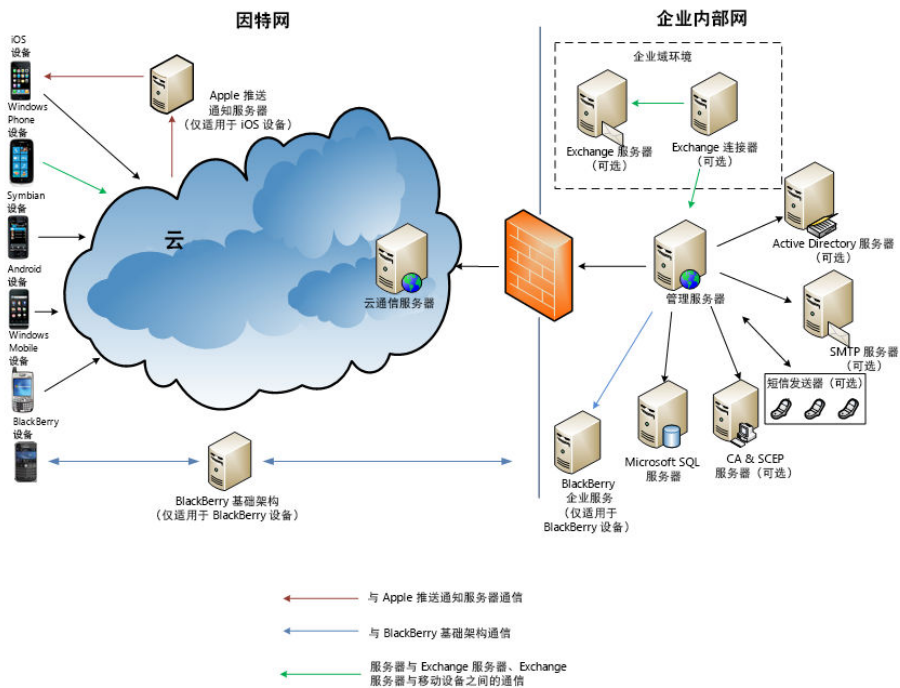 因特网
企业内部网
iOS
设备
Apple 推送
通知服务器
(仅适用于 iOS 设备)
Windows
Phone
设备
Symbian
设备
Android
设备
Windows
Mobile
设备
BlackBerry
设备
云
云通信服务器
BlackBerry 基础架构
(仅适用于 BlackBerry 设备)
企业域环境
Exchange 服务器
(可选)
Exchange 连接器
(可选)
Active Directory 服务器
(可选)
管理服务器
SMTP 服务器
(可选)
短信发送器 (可选)
BlackBerry
企业服务
(仅适用于
BlackBerry 设备)
Microsoft SQL
服务器
CA & SCEP
服务器 (可选)
与 Apple 推送通知服务器通信
与 BlackBerry 基础架构通信
服务器与 Exchange 服务器、Exchange
服务器与移动设备之间的通信